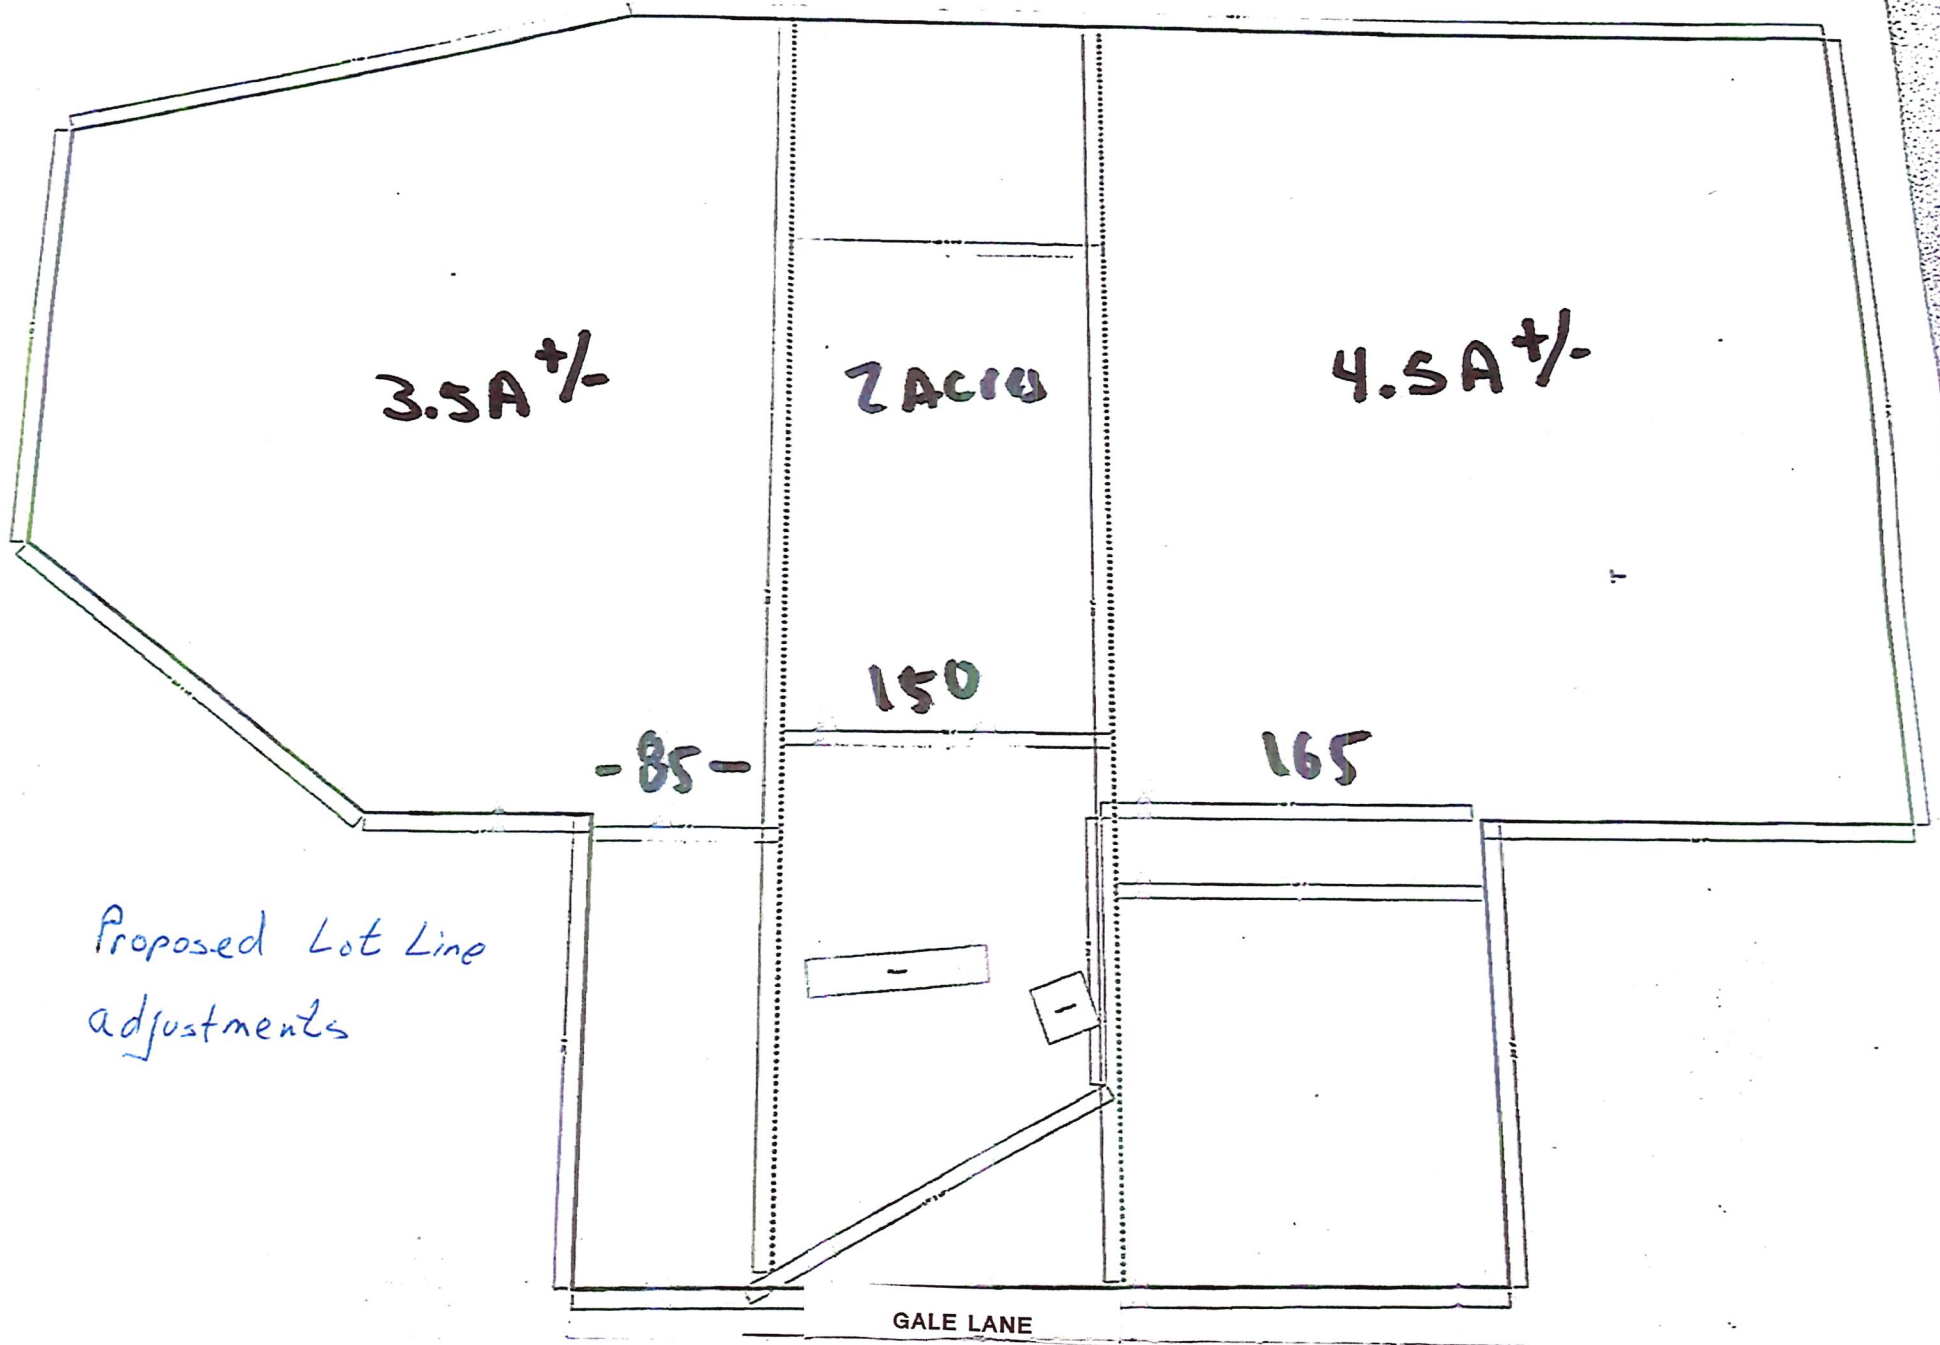 3.5A +/-
2 Acres
4.5A +/-
150
-85-
165
Proposed Lot Line
adjustments
GALE LANE